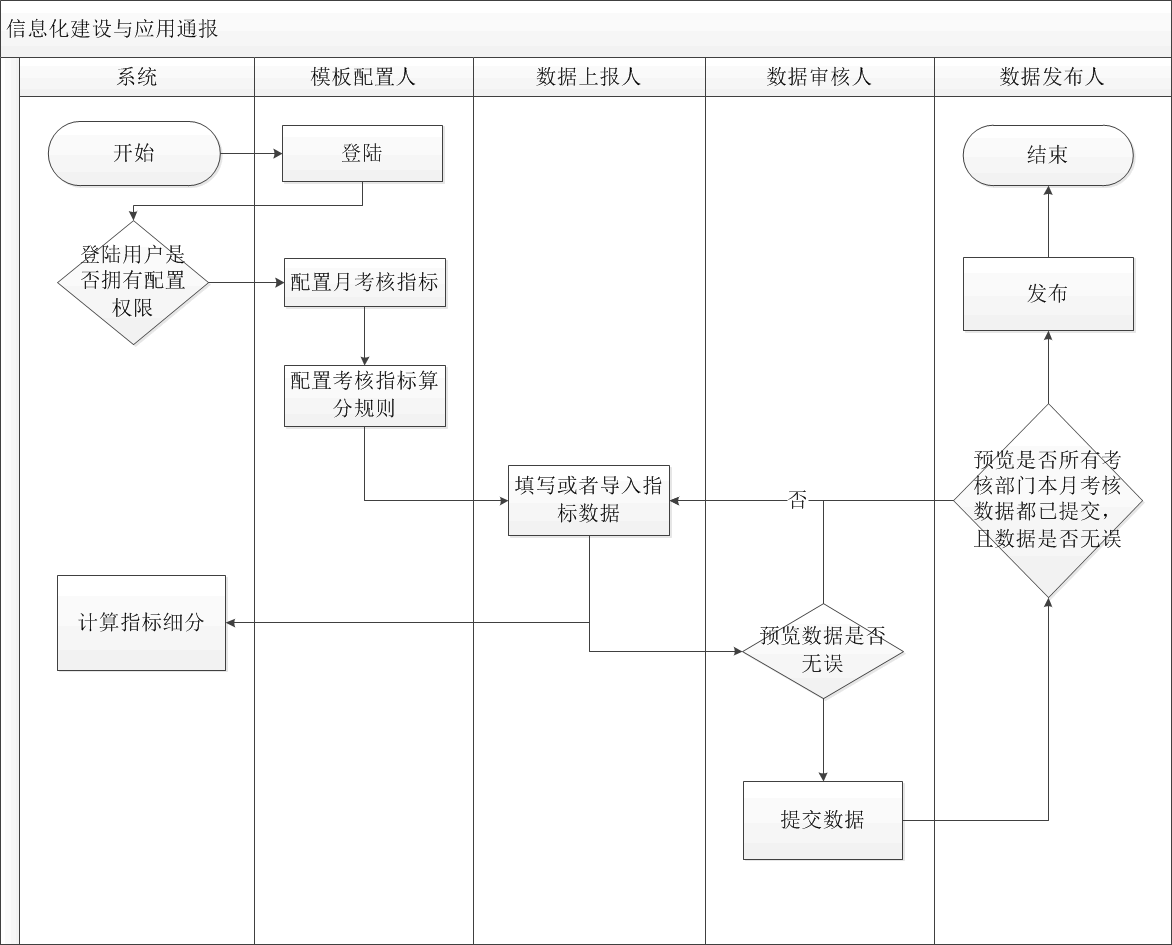 信息化建设与应用通报
系统
模板配置人
数据上报人
数据审核人
数据发布人
开始
登陆
结束
登陆用户是
否拥有配置
权限
配置月考核指标
发布
配置考核指标算
分规则
填写或者导入指
标数据
否
预览是否所有考
核部门本月考核
数据都已提交，
且数据是否无误
计算指标细分
预览数据是否
无误
提交数据